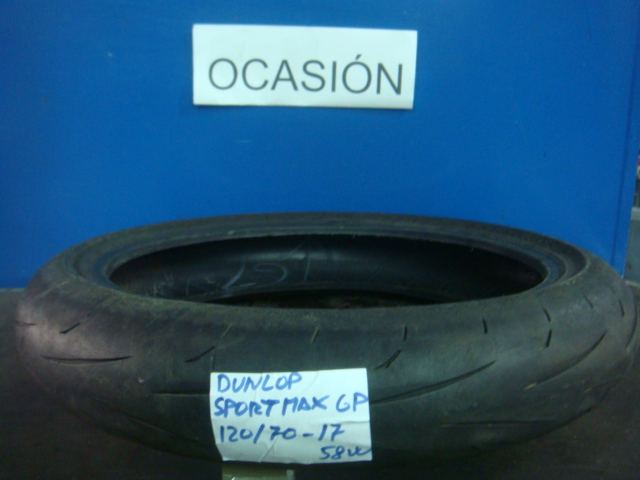 OCASIÓN
DUNLOP
SPORTMAX GP
120/70-17
58W